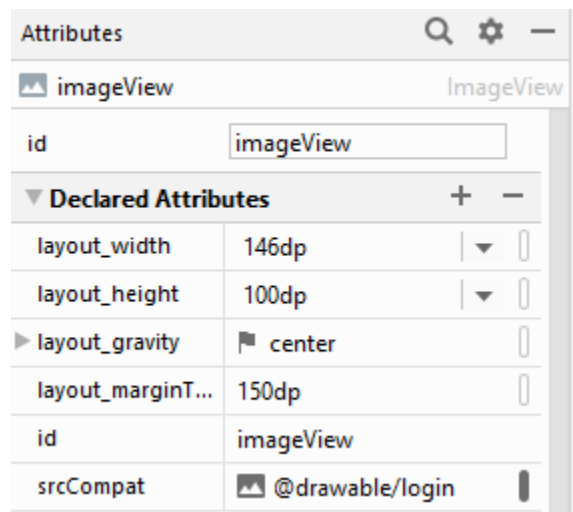 Attributes
imageView ImageView
id imageView
Declared Attributes
layout_width 146dp
layout_height 100dp
layout_gravity center
layout_marginT... 150dp
id imageView
srcCompat @drawable/login